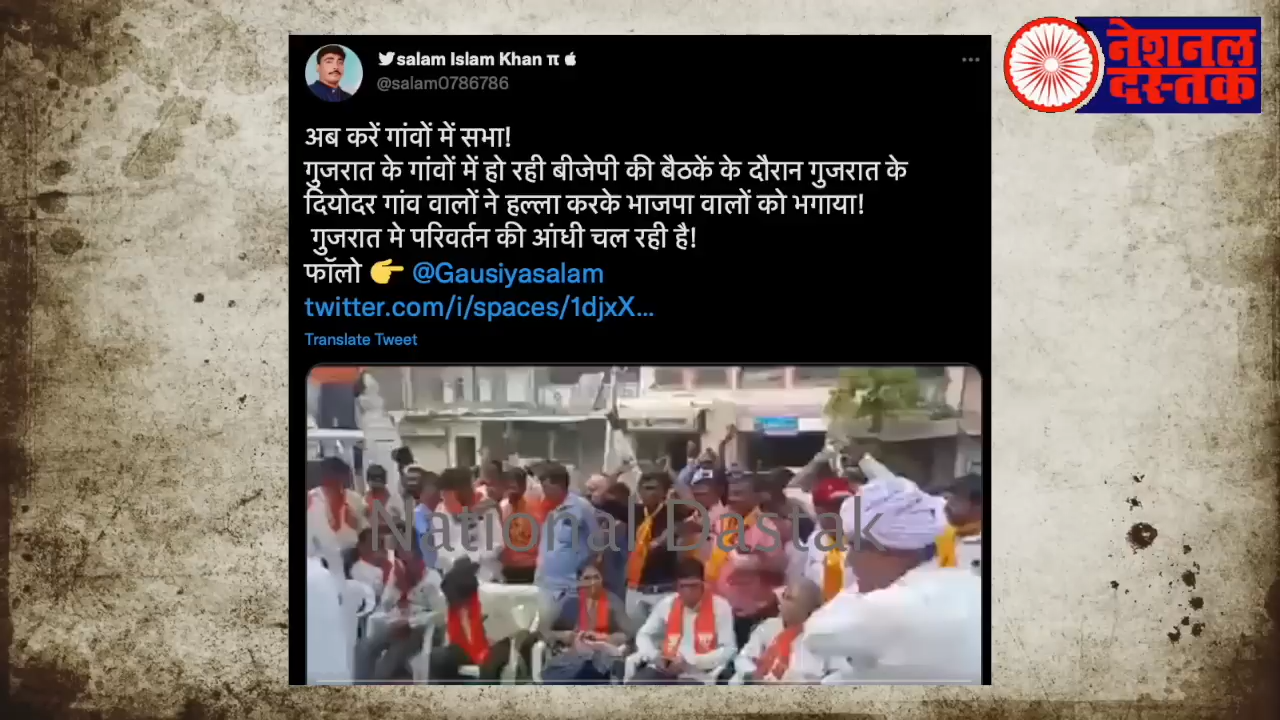 salam Islam Khan π
@salam0786786
नेशनल
दस्तक
अब करें गांवों में सभा!
गुजरात के गांवों में हो रही बीजेपी की बैठकें के दौरान गुजरात के
दियोदर गांव वालों ने हल्ला करके भाजपा वालों को भगाया!
गुजरात मे परिवर्तन की आंधी चल रही है!
फॉलो 👉 @Gausiyasalam
twitter.com/i/spaces/1djxX...
Translate Tweet
National Dastak